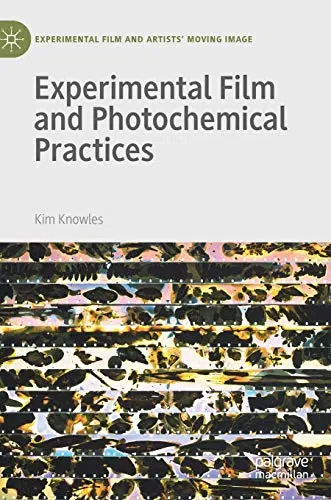 EXPERIMENTAL FILM AND ARTISTS' MOVING IMAGE
Experimental Film
and Photochemical
Practices
Kim Knowles
palgrave
macmillan